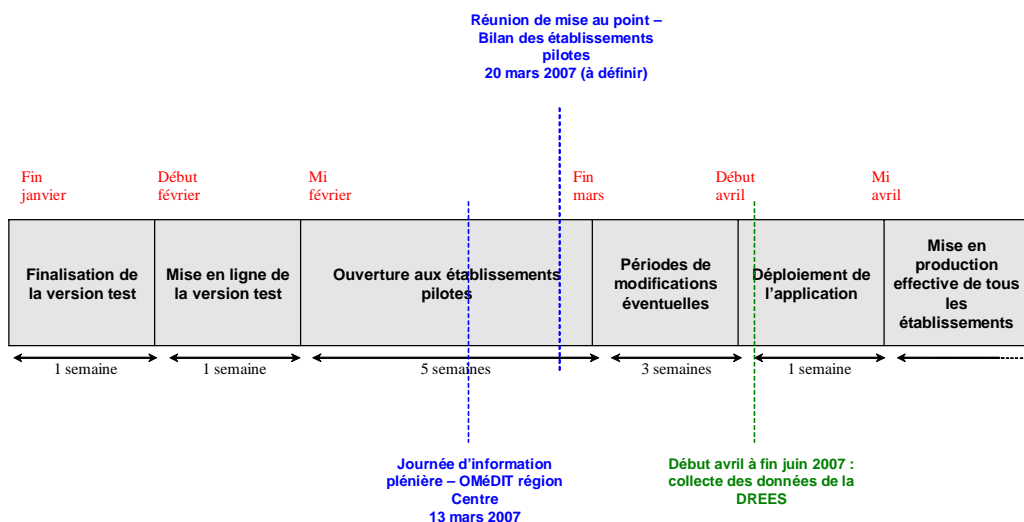 Réunion de mise au point –
Bilan des établissements
pilotes
20 mars 2007 (à définir)
Fin
janvier
Début
février
Mi
février
Fin
mars
Début
avril
Mi
avril
Finalisation de
la version test
Mise en ligne de
la version test
Ouverture aux établissements
pilotes
Périodes de
modifications
éventuelles
Déploiement de
l’application
Mise en
production
effective de tous
les
établissements
1 semaine
1 semaine
5 semaines
3 semaines
1 semaine
Journée d’information
plénière – OMéDIT région
Centre
13 mars 2007
Début avril à fin juin 2007 :
collecte des données de la
DREES